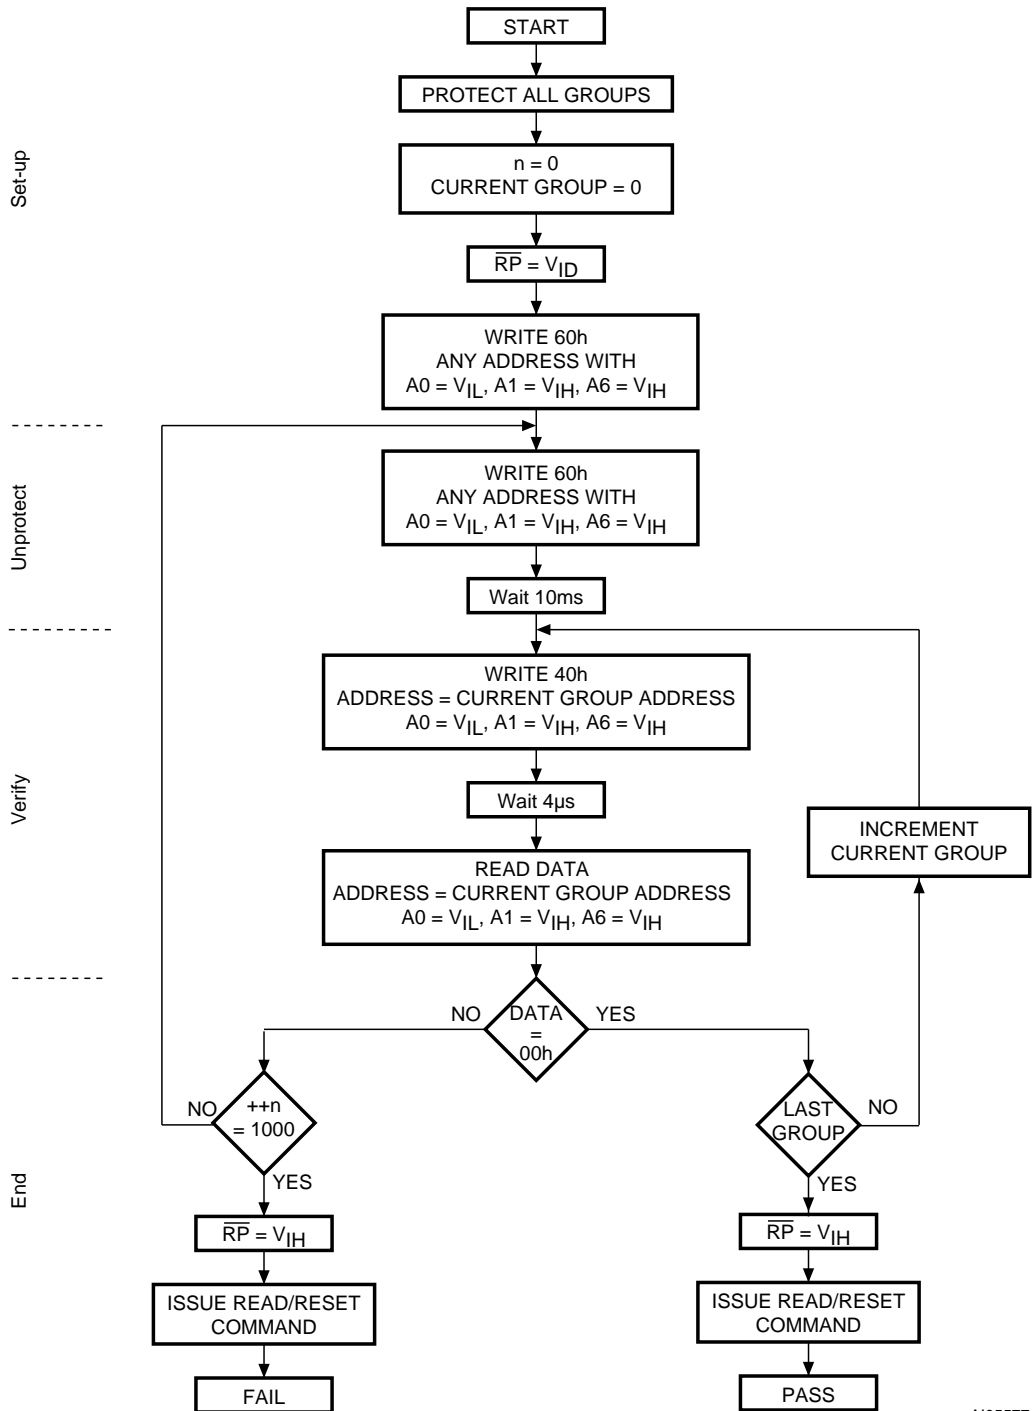 START
PROTECT ALL GROUPS
n = 0
CURRENT GROUP = 0
Set-up
RP = VID
WRITE 60h
ANY ADDRESS WITH
A0 = VIL, A1 = VIH, A6 = VIH
Unprotect
WRITE 60h
ANY ADDRESS WITH
A0 = VIL, A1 = VIH, A6 = VIH
Wait 10ms
WRITE 40h
ADDRESS = CURRENT GROUP ADDRESS
A0 = VIL, A1 = VIH, A6 = VIH
Verify
Wait 4µs
INCREMENT
CURRENT GROUP
READ DATA
ADDRESS = CURRENT GROUP ADDRESS
A0 = VIL, A1 = VIH, A6 = VIH
NO
DATA
=
00h
YES
NO
++n
= 1000
LAST
GROUP
NO
End
YES
YES
RP = VIH
RP = VIH
ISSUE READ/RESET
COMMAND
ISSUE READ/RESET
COMMAND
FAIL
PASS